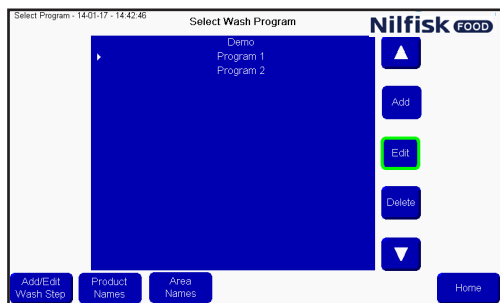 Select Program - 14-01-17 - 14:42:46
Select Wash Program
Nilfisk FOOD
Demo
Program 1
Program 2
Add
Edit
Delete
Add/Edit
Wash Step
Product
Names
Area
Names
Home